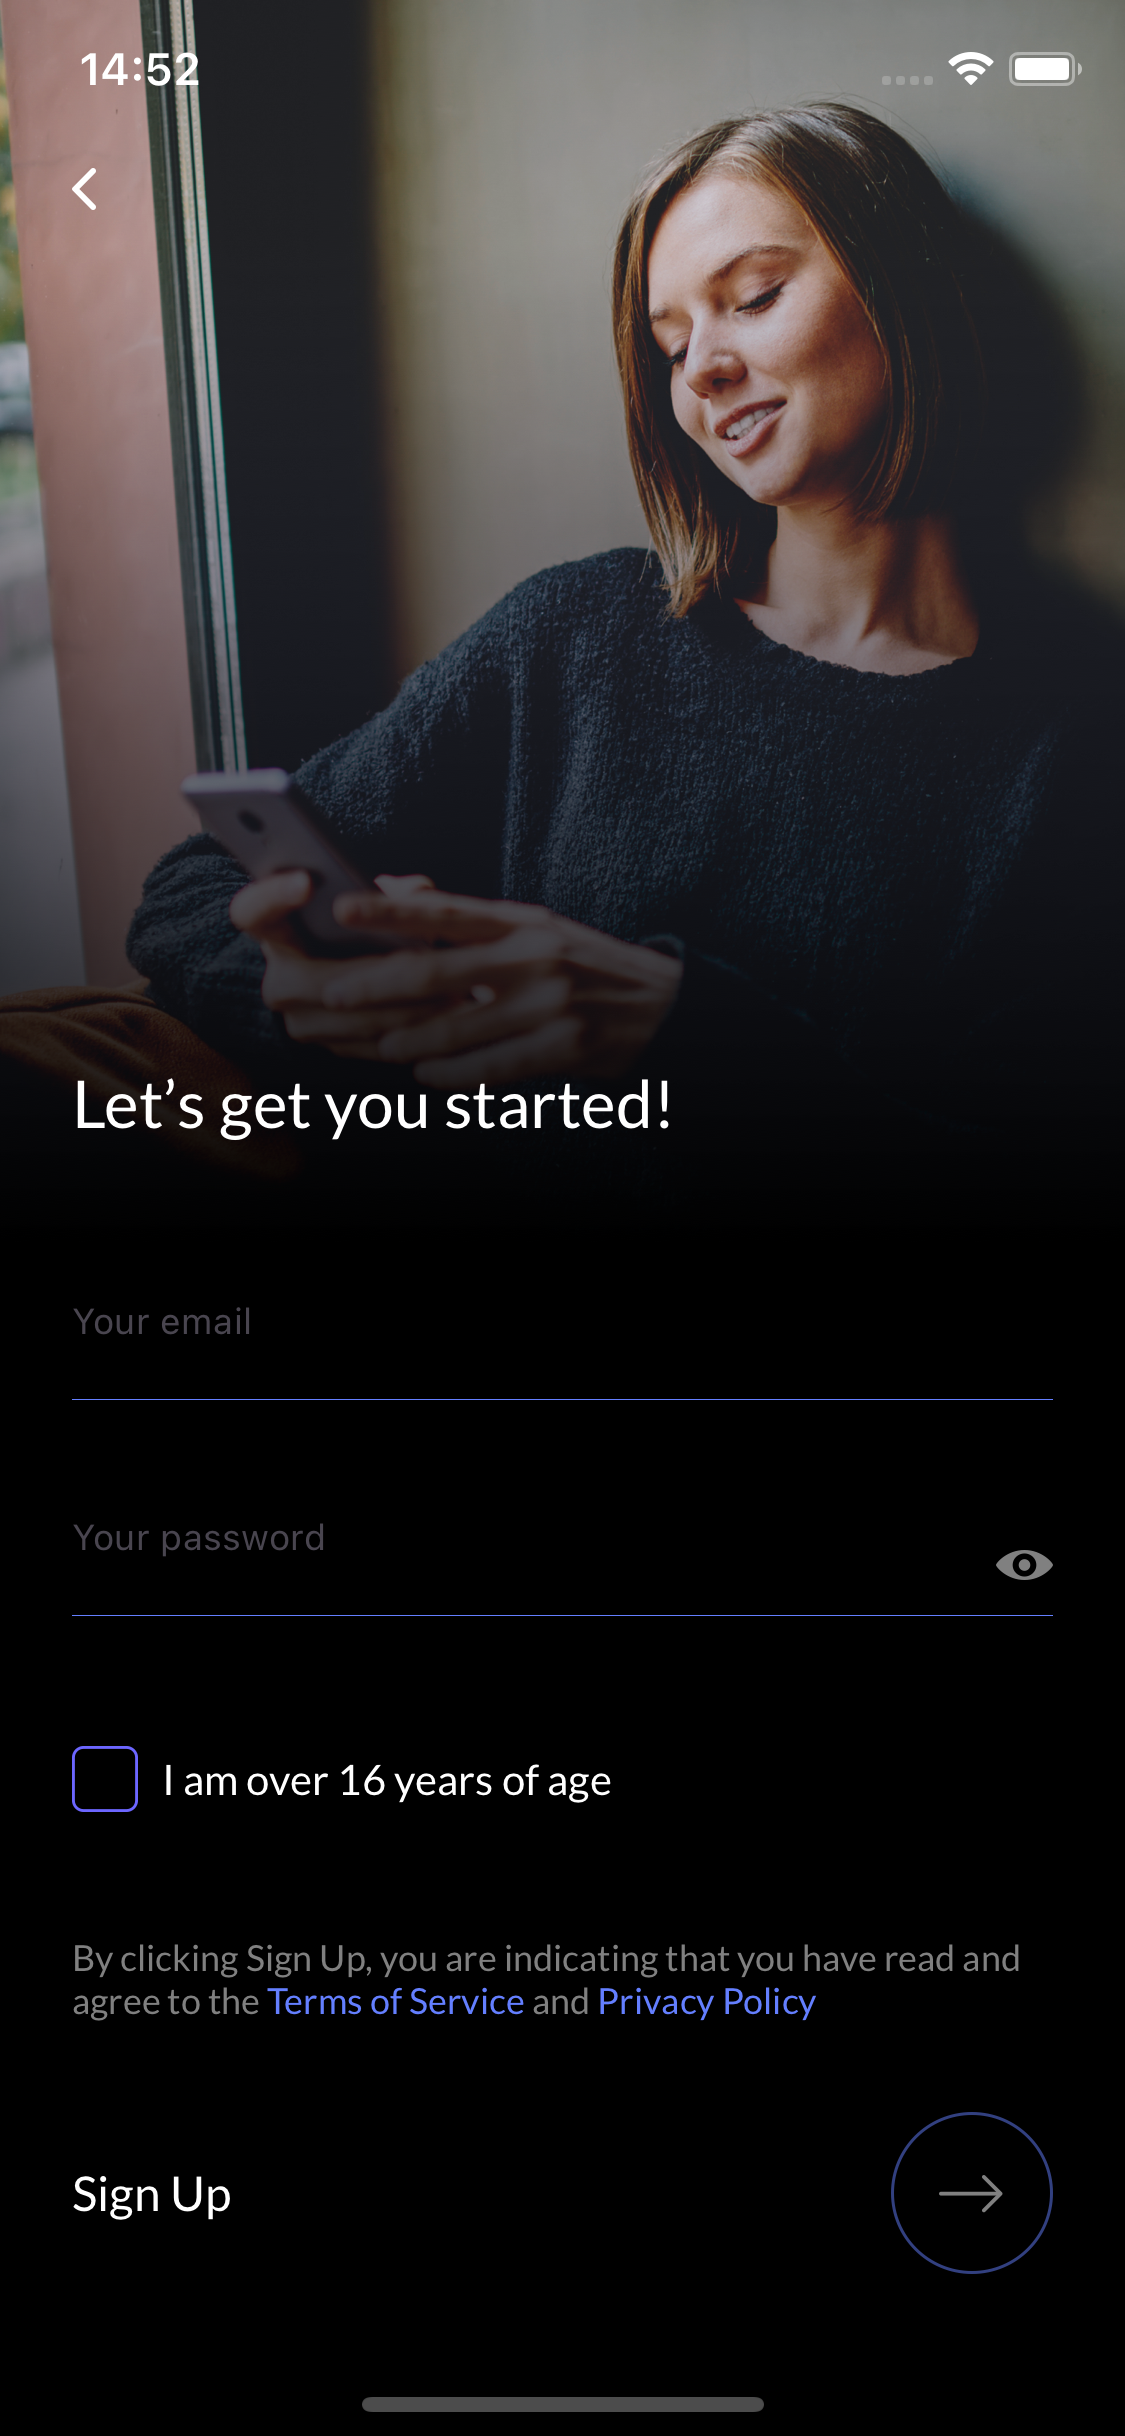 14:52
Let’s get you started!
Your email
Your password
I am over 16 years of age
By clicking Sign Up, you are indicating that you have read and
agree to the Terms of Service and Privacy Policy
Sign Up